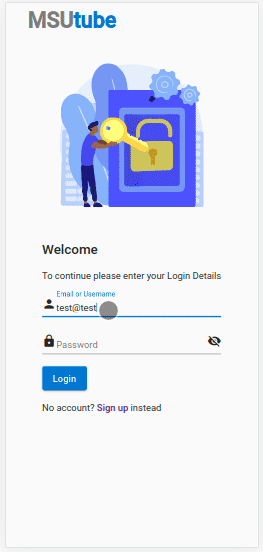 MSUtube
Welcome
To continue please enter your Login Details
Email or Username
test@test
Password
Login
No account? Sign up instead